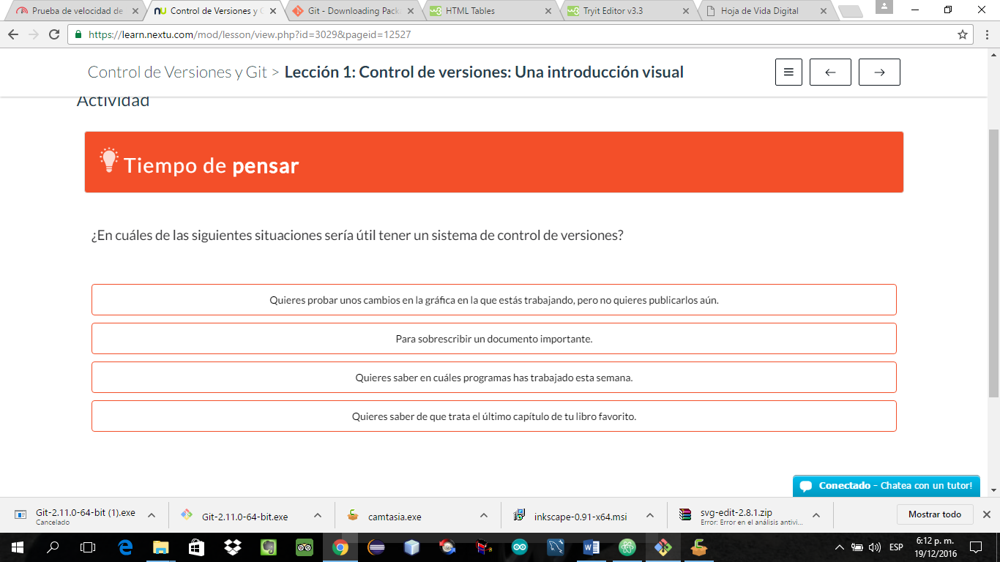 Prueba de velocidad de
Control de Versiones y G
Git - Downloading Pack
HTML Tables
Tryit Editor v3.3
Hoja de Vida Digital
https://learn.nextu.com/mod/lesson/view.php?id=3029&pageid=12527
Control de Versiones y Git > Lección 1: Control de versiones: Una introducción visual
Actividad
Tiempo de pensar
¿En cuáles de las siguientes situaciones sería útil tener un sistema de control de versiones?
Quieres probar unos cambios en la gráfica en la que estás trabajando, pero no quieres publicarlos aún.
Para sobrescribir un documento importante.
Quieres saber en cuáles programas has trabajado esta semana.
Quieres saber de que trata el último capítulo de tu libro favorito.
Conectado - Chatea con un tutor!
Git-2.11.0-64-bit (1).exe
Cancelado
Git-2.11.0-64-bit.exe
camtasia.exe
inkscape-0.91-x64.msi
svg-edit-2.8.1.zip
Error: Error en el análisis antivi...
Mostrar todo
ESP
6:12 p. m.
19/12/2016